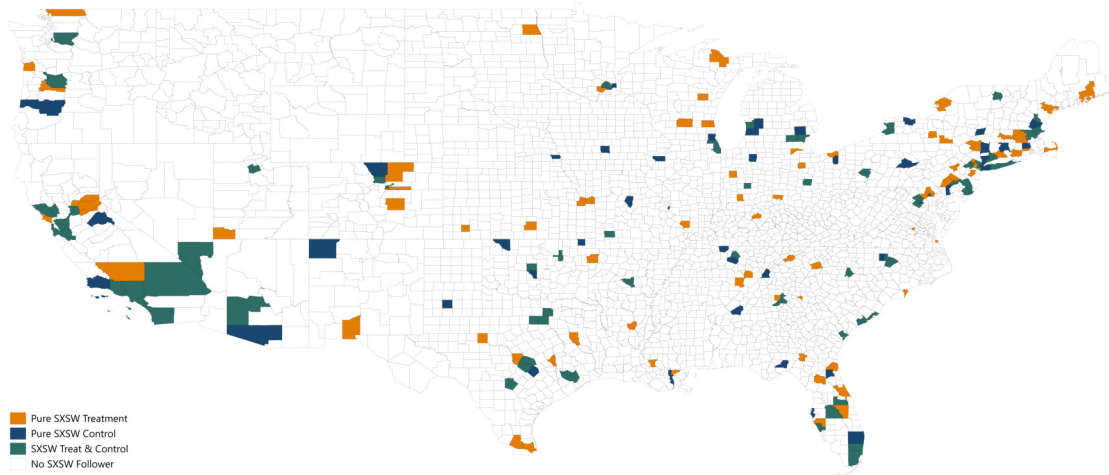 Pure SXSW Treatment
Pure SXSW Control
SXSW Treat & Control
No SXSW Follower